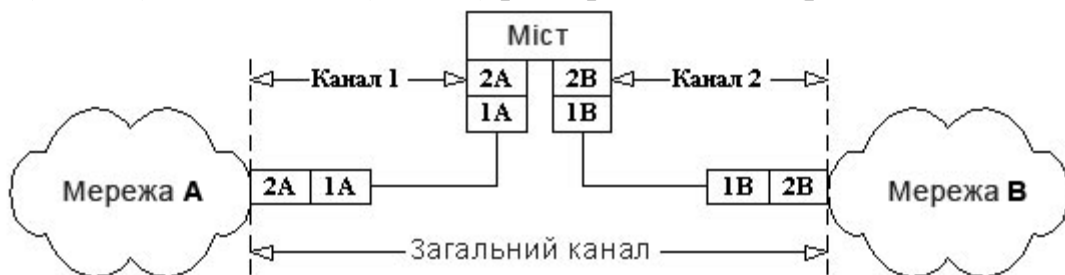 Міст
Канал 1 2A 2B Канал 2
1A 1B
Мережа A 2A 1A 1B 2B Мережа B
Загальний канал